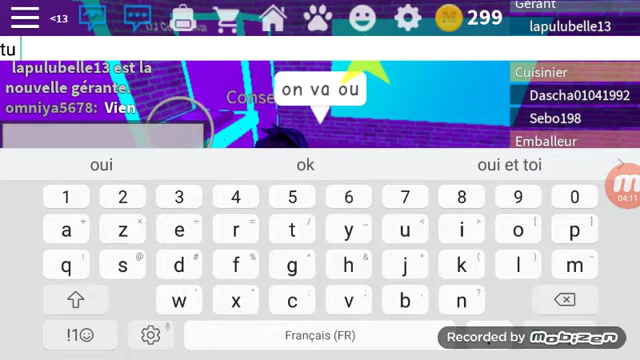 <13
299
Gérant
lapulubelle13
tu
lapulubelle13 est la
nouvelle gérante.
omniya5678: Vien
Conse
on va ou
Cuisinier
Dascha01041992
Sebo198
Emballeur
oui ok oui et toi
04:11
1 2 3 4 5 6 7 8 9 0
a z e r t y u i o p
q s d f g h j k l m
w x c v b n
!1☺ Français (FR)
Recorded by Mobizen